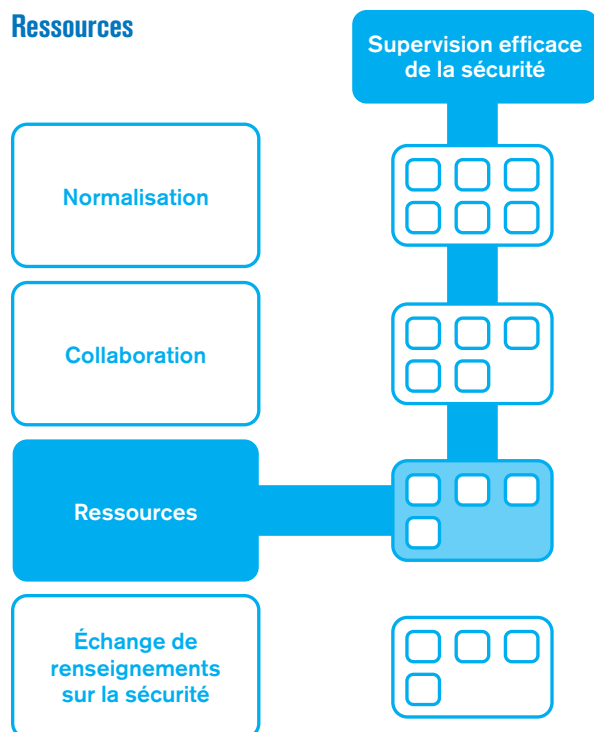 Ressources
Supervision efficace
de la sécurité
Normalisation
Collaboration
Ressources
Échange de
renseignements
sur la sécurité